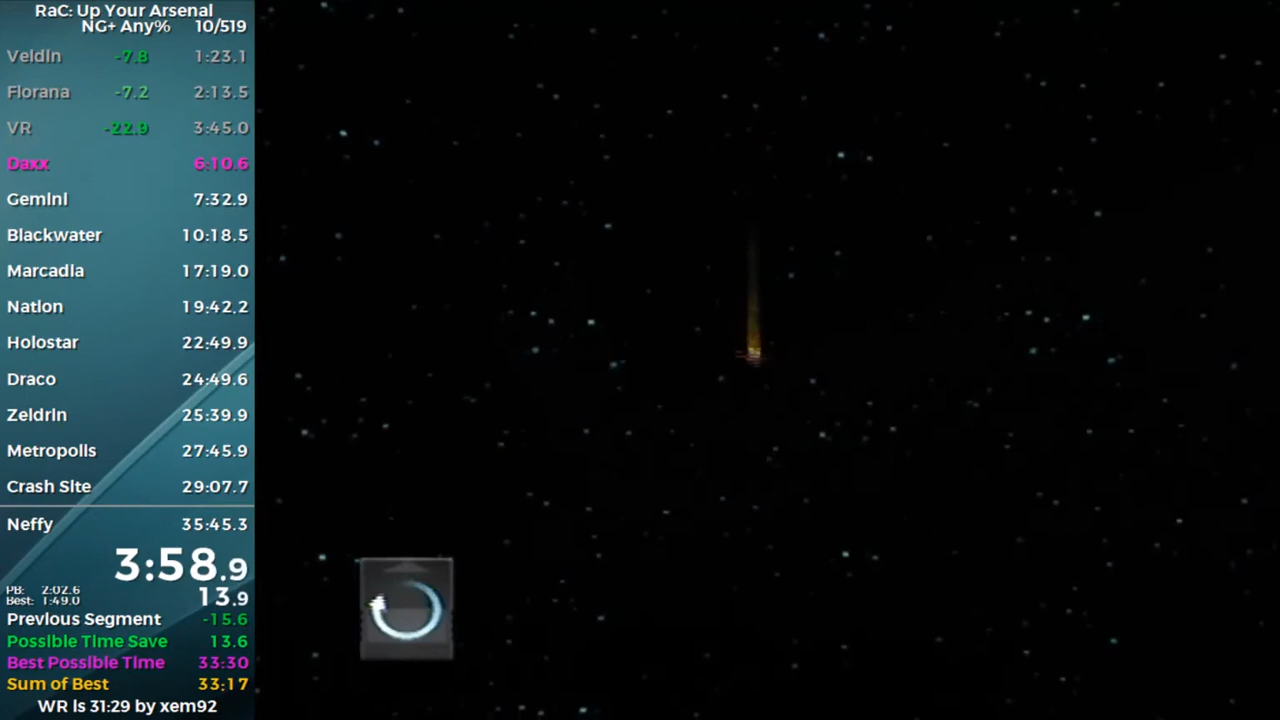 RaC: Up Your Arsenal
NG+ Any% 10/519
Veldin -7.8 1:23.1
Florana -7.2 2:13.5
VR -22.9 3:45.0
Daxx 6:10.6
Gemini 7:32.9
Blackwater 10:18.5
Marcadia 17:19.0
Nation 19:42.2
Holostar 22:49.9
Draco 24:49.6
Zeldrin 25:39.9
Metropolis 27:45.9
Crash Site 29:07.7
Neffy 35:45.3
3:58.9
PB: 2:02.6
Best: 1:49.0 13.9
Previous Segment -15.6
Possible Time Save 13.6
Best Possible Time 33:30
Sum of Best 33:17
WR is 31:29 by xem92